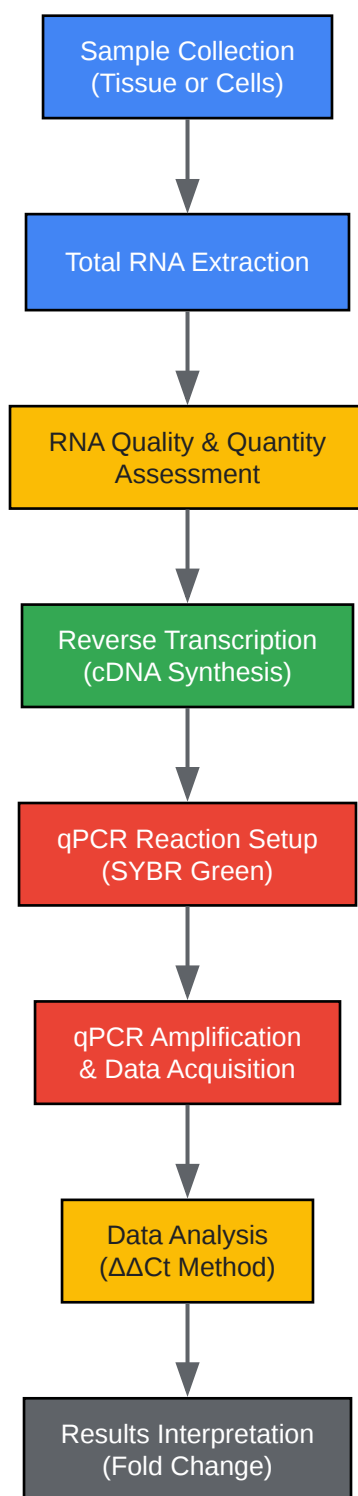 Sample Collection
(Tissue or Cells)
Total RNA Extraction
RNA Quality & Quantity
Assessment
Reverse Transcription
(cDNA Synthesis)
qPCR Reaction Setup
(SYBR Green)
qPCR Amplification
& Data Acquisition
Data Analysis
(ΔΔCt Method)
Results Interpretation
(Fold Change)